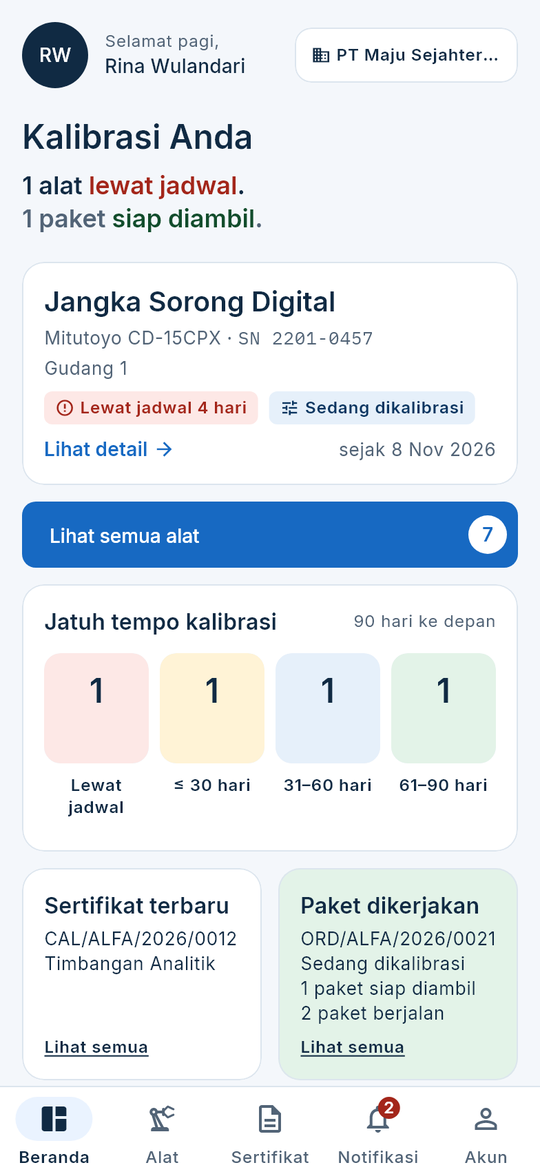 RW
Selamat pagi,
Rina Wulandari
PT Maju Sejahter...
Kalibrasi Anda
1 alat lewat jadwal.
1 paket siap diambil.
Jangka Sorong Digital
Mitutoyo CD-15CPX · SN 2201-0457
Gudang 1
Lewat jadwal 4 hari
Sedang dikalibrasi
Lihat detail →
sejak 8 Nov 2026
Lihat semua alat
7
Jatuh tempo kalibrasi
90 hari ke depan
1
1
1
1
Lewat
jadwal
≤ 30 hari
31–60 hari
61–90 hari
Sertifikat terbaru
CAL/ALFA/2026/0012
Timbangan Analitik
Lihat semua
Paket dikerjakan
ORD/ALFA/2026/0021
Sedang dikalibrasi
1 paket siap diambil
2 paket berjalan
Lihat semua
2
Beranda
Alat
Sertifikat
Notifikasi
Akun